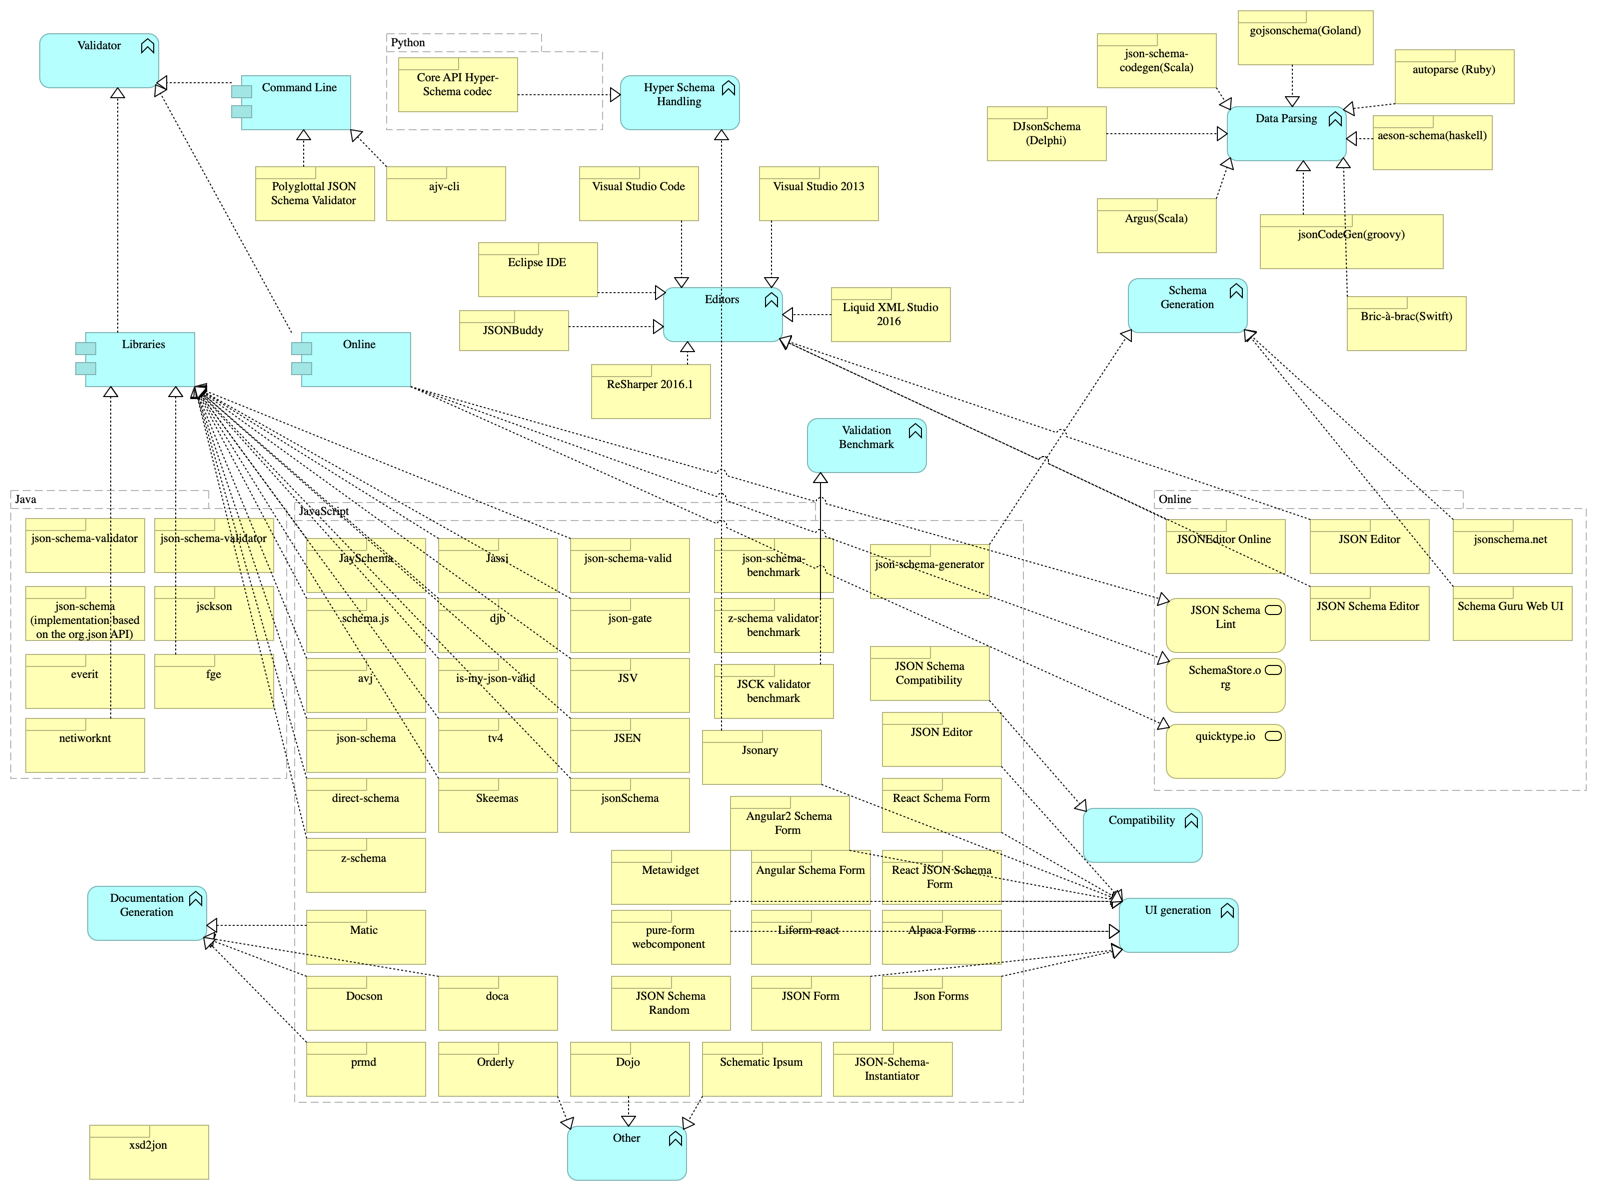 Validator
Command Line
Polyglottal JSON
Schema Validator
ajv-cli
Python
Core API Hyper-
Schema codec
Hyper Schema
Handling
json-schema-
codegen(Scala)
gojsonschema(Goland)
autoparse (Ruby)
DJsonSchema
(Delphi)
Data Parsing
aeson-schema(haskell)
Argus(Scala)
jsonCodeGen(groovy)
Bric-à-brac(Switft)
Visual Studio Code
Visual Studio 2013
Eclipse IDE
JSONBuddy
Editors
Liquid XML Studio
2016
ReSharper 2016.1
Schema
Generation
Libraries
Online
Validation
Benchmark
Java
json-schema-validator
json-schema-validator
json-schema
(implementation based
on the org.json API)
jsckson
everit
fge
netiworknt
JavaScript
JaySchema
Jassi
json-schema-valid
json-schema-
benchmark
json-schema-generator
schema.js
djb
json-gate
z-schema validator
benchmark
avj
is-my-json-valid
JSV
JSCK validator
benchmark
JSON Schema
Compatibility
json-schema
tv4
JSEN
Jsonary
JSON Editor
direct-schema
Skeemas
jsonSchema
Angular2 Schema
Form
React Schema Form
z-schema
Metawidget
Angular Schema Form
React JSON Schema
Form
Matic
pure-form
webcomponent
Liform-react
Alpaca Forms
Docson
doca
JSON Schema
Random
JSON Form
Json Forms
prmd
Orderly
Dojo
Schematic Ipsum
JSON-Schema-
Instantiator
Online
JSONEditor Online
JSON Editor
jsonschema.net
JSON Schema
Lint
JSON Schema Editor
Schema Guru Web UI
SchemaStore.o
rg
quicktype.io
Compatibility
UI generation
Documentation
Generation
Other
xsd2jon